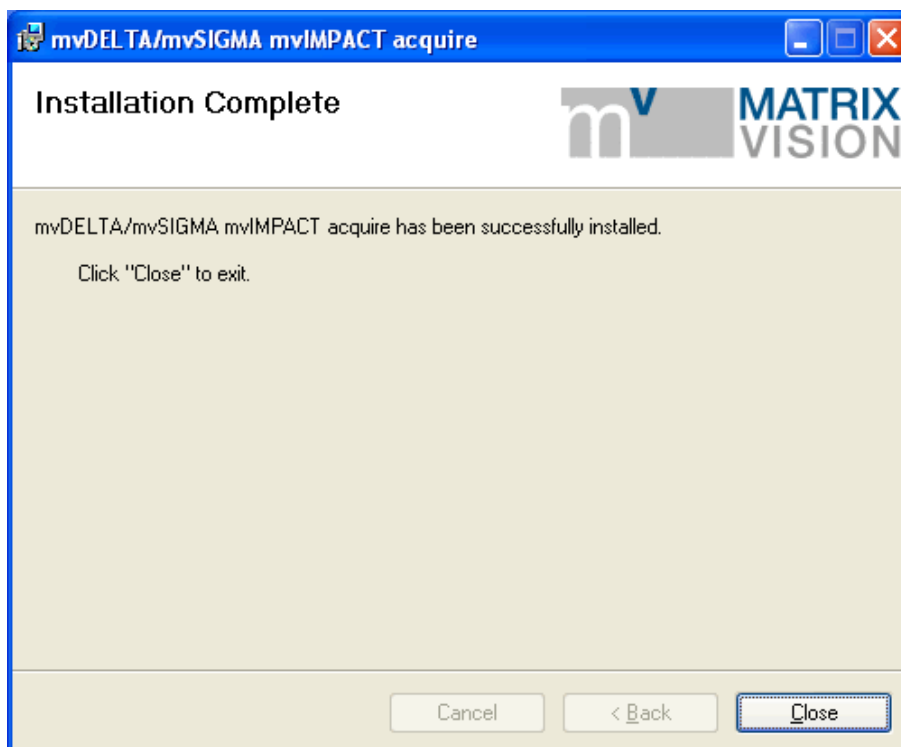 mvDELTA/mvSIGMA mvIMPACT acquire
Installation Complete
mv MATRIX
VISION
mvDELTA/mvSIGMA mvIMPACT acquire has been successfully installed.
Click "Close" to exit.
Cancel
< Back
Close